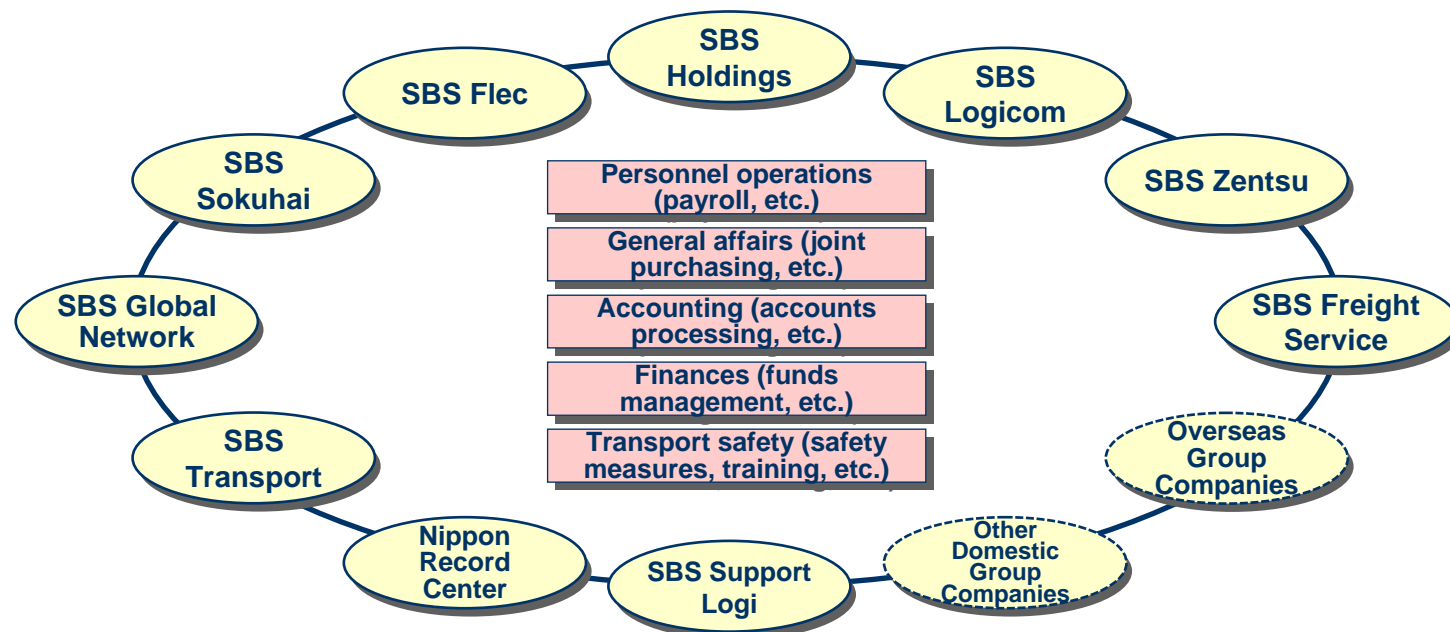 SBS
Holdings
SBS Flec
SBS
Logicom
SBS
Sokuhai
SBS Zentsu
Personnel operations
(payroll, etc.)
General affairs (joint
purchasing, etc.)
Accounting (accounts
processing, etc.)
Finances (funds
management, etc.)
Transport safety (safety
measures, training, etc.)
SBS Global
Network
SBS Freight
Service
SBS
Transport
Overseas
Group
Companies
Nippon
Record
Center
SBS Support
Logi
Other
Domestic
Group
Companies